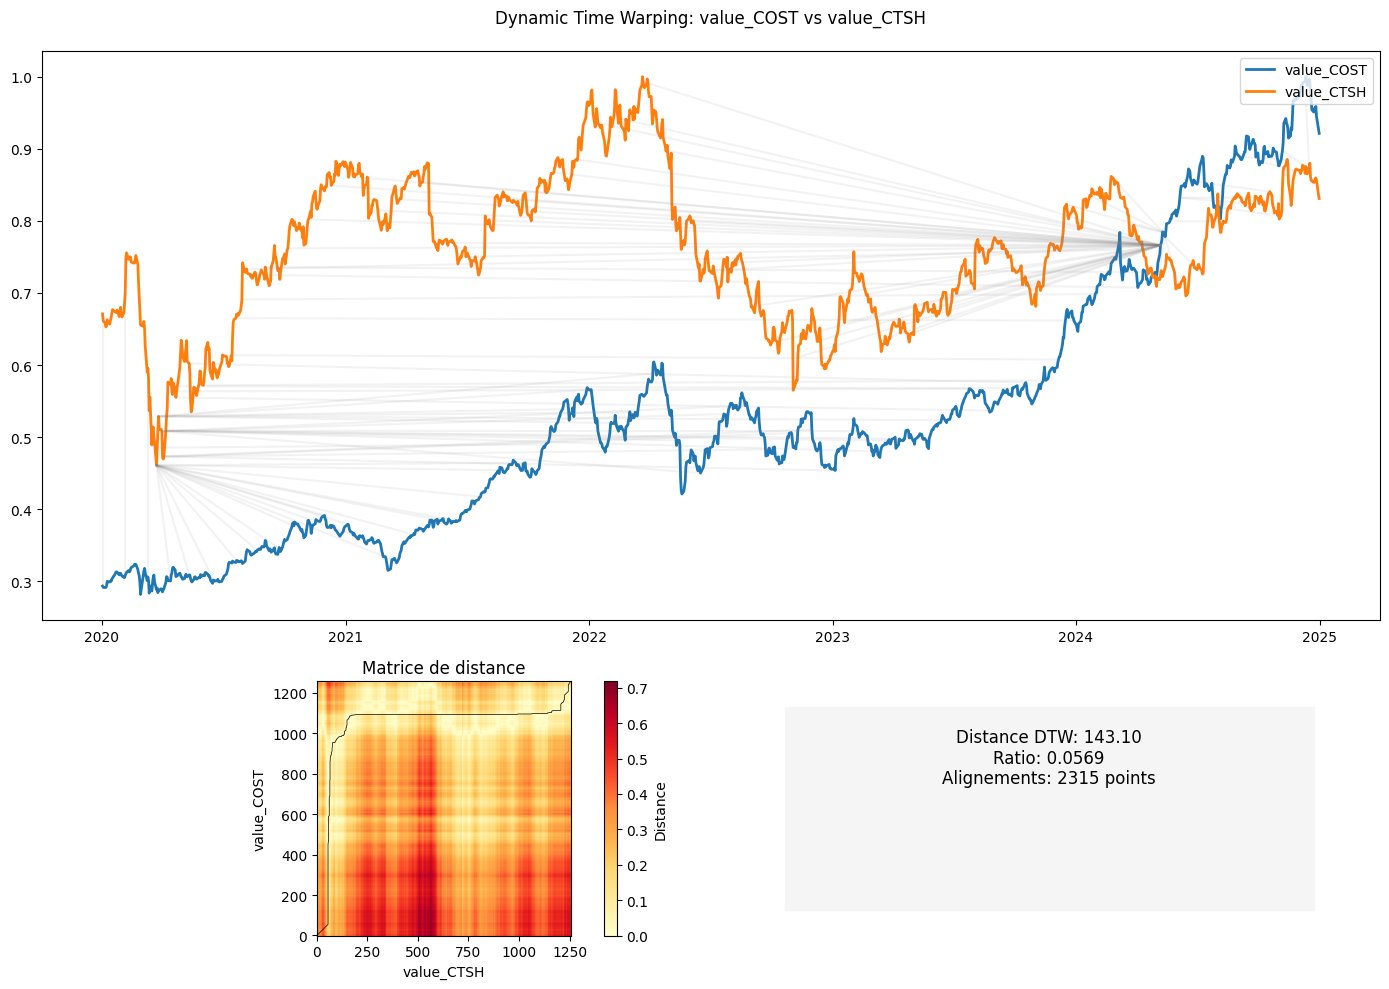 Dynamic Time Warping: value_COST vs value_CTSH
value_COST
value_CTSH
1.0
0.9
0.8
0.7
0.6
0.5
0.4
0.3
2020 2021 2022 2023 2024 2025
Matrice de distance
value_COST
1200
1000
800
600
400
200
0
0 250 500 750 1000 1250
value_CTSH
0.7
0.6
0.5
0.4
0.3
0.2
0.1
0.0
Distance
Distance DTW: 143.10
Ratio: 0.0569
Alignements: 2315 points